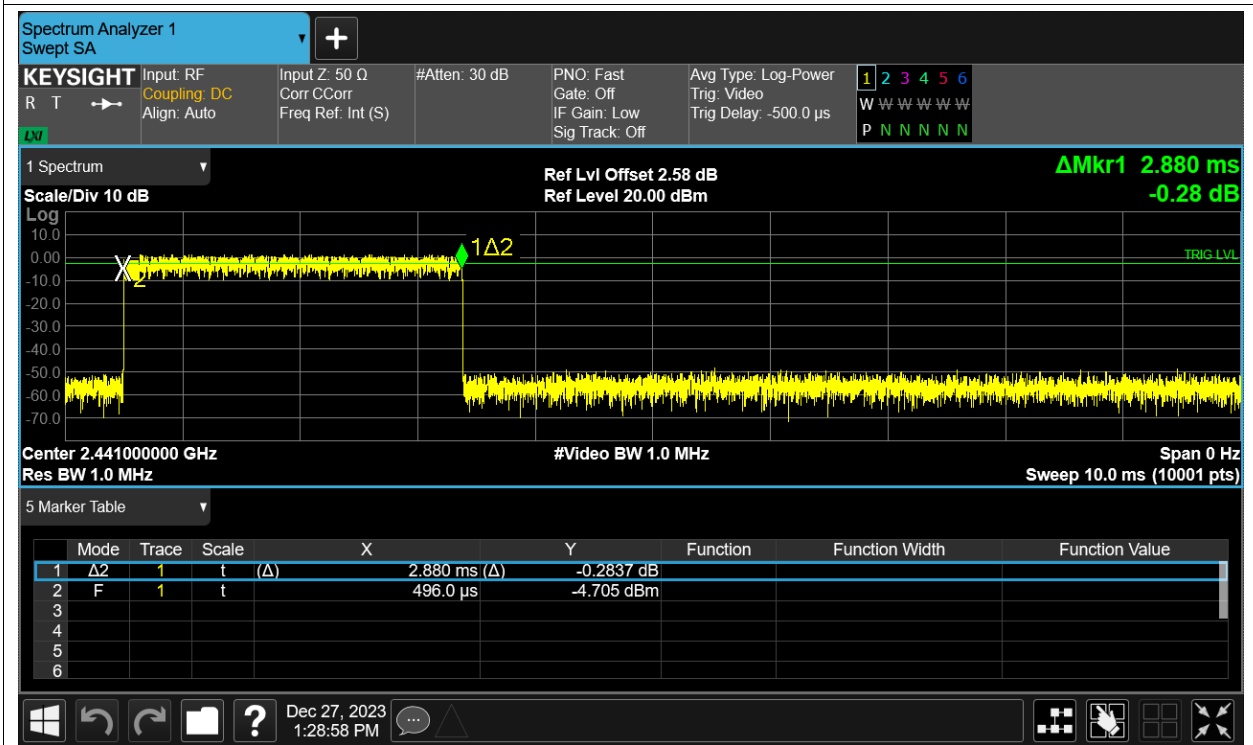 Spectrum Analyzer 1
Swept SA
KEYSIGHT Input: RF Input Z: 50 Ω #Atten: 30 dB PNO: Fast Avg Type: Log-Power 1 2 3 4 5 6
R T Coupling: DC Corr CCorr Gate: Off Trig: Video W W W W W W
Align: Auto Freq Ref: Int (S) IF Gain: Low Trig Delay: -500.0 µs
LXI Sig Track: Off P N N N N N
1 Spectrum Ref Lvl Offset 2.58 dB ΔMkr1 2.880 ms
Scale/Div 10 dB Ref Level 20.00 dBm -0.28 dB
Log
10.0
1Δ2
0.00 TRIG LVL
2
-10.0
-20.0
-30.0
-40.0
-50.0
-60.0
-70.0
Center 2.441000000 GHz #Video BW 1.0 MHz Span 0 Hz
Res BW 1.0 MHz Sweep 10.0 ms (10001 pts)
5 Marker Table
Mode Trace Scale X Y Function Function Width Function Value
1 Δ2 1 t (Δ) 2.880 ms (Δ) -0.2837 dB
2 F 1 t 496.0 µs -4.705 dBm
3
4
5
6
? Dec 27, 2023
1:28:58 PM